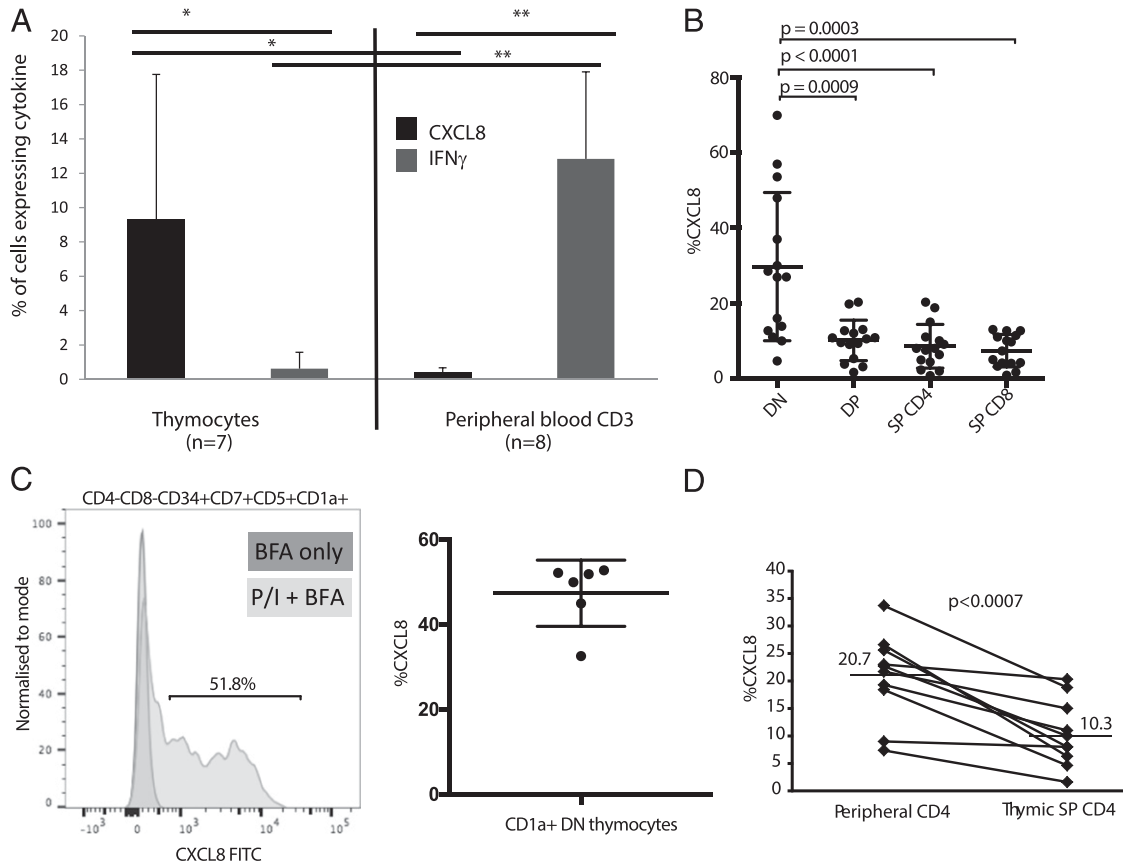 A
% of cells expressing cytokine
20
18
16
14
12
10
8
6
4
2
0
*
*
**
**
CXCL8
IFNγ
Thymocytes
(n=7)
Peripheral blood CD3
(n=8)
B
p = 0.0003
p < 0.0001
p = 0.0009
%CXCL8
80
60
40
20
0
DN
DP
SP CD4
SP CD8
C
CD4-CD8-CD34+CD7+CD5+CD1a+
Normalised to mode
100
80
60
40
20
0
BFA only
P/I + BFA
51.8%
-10³ 0 10³ 10⁴ 10⁵
CXCL8 FITC
%CXCL8
60
40
20
0
CD1a+ DN thymocytes
D
%CXCL8
40
35
30
25
20
15
10
5
0
p<0.0007
20.7
10.3
Peripheral CD4 Thymic SP CD4